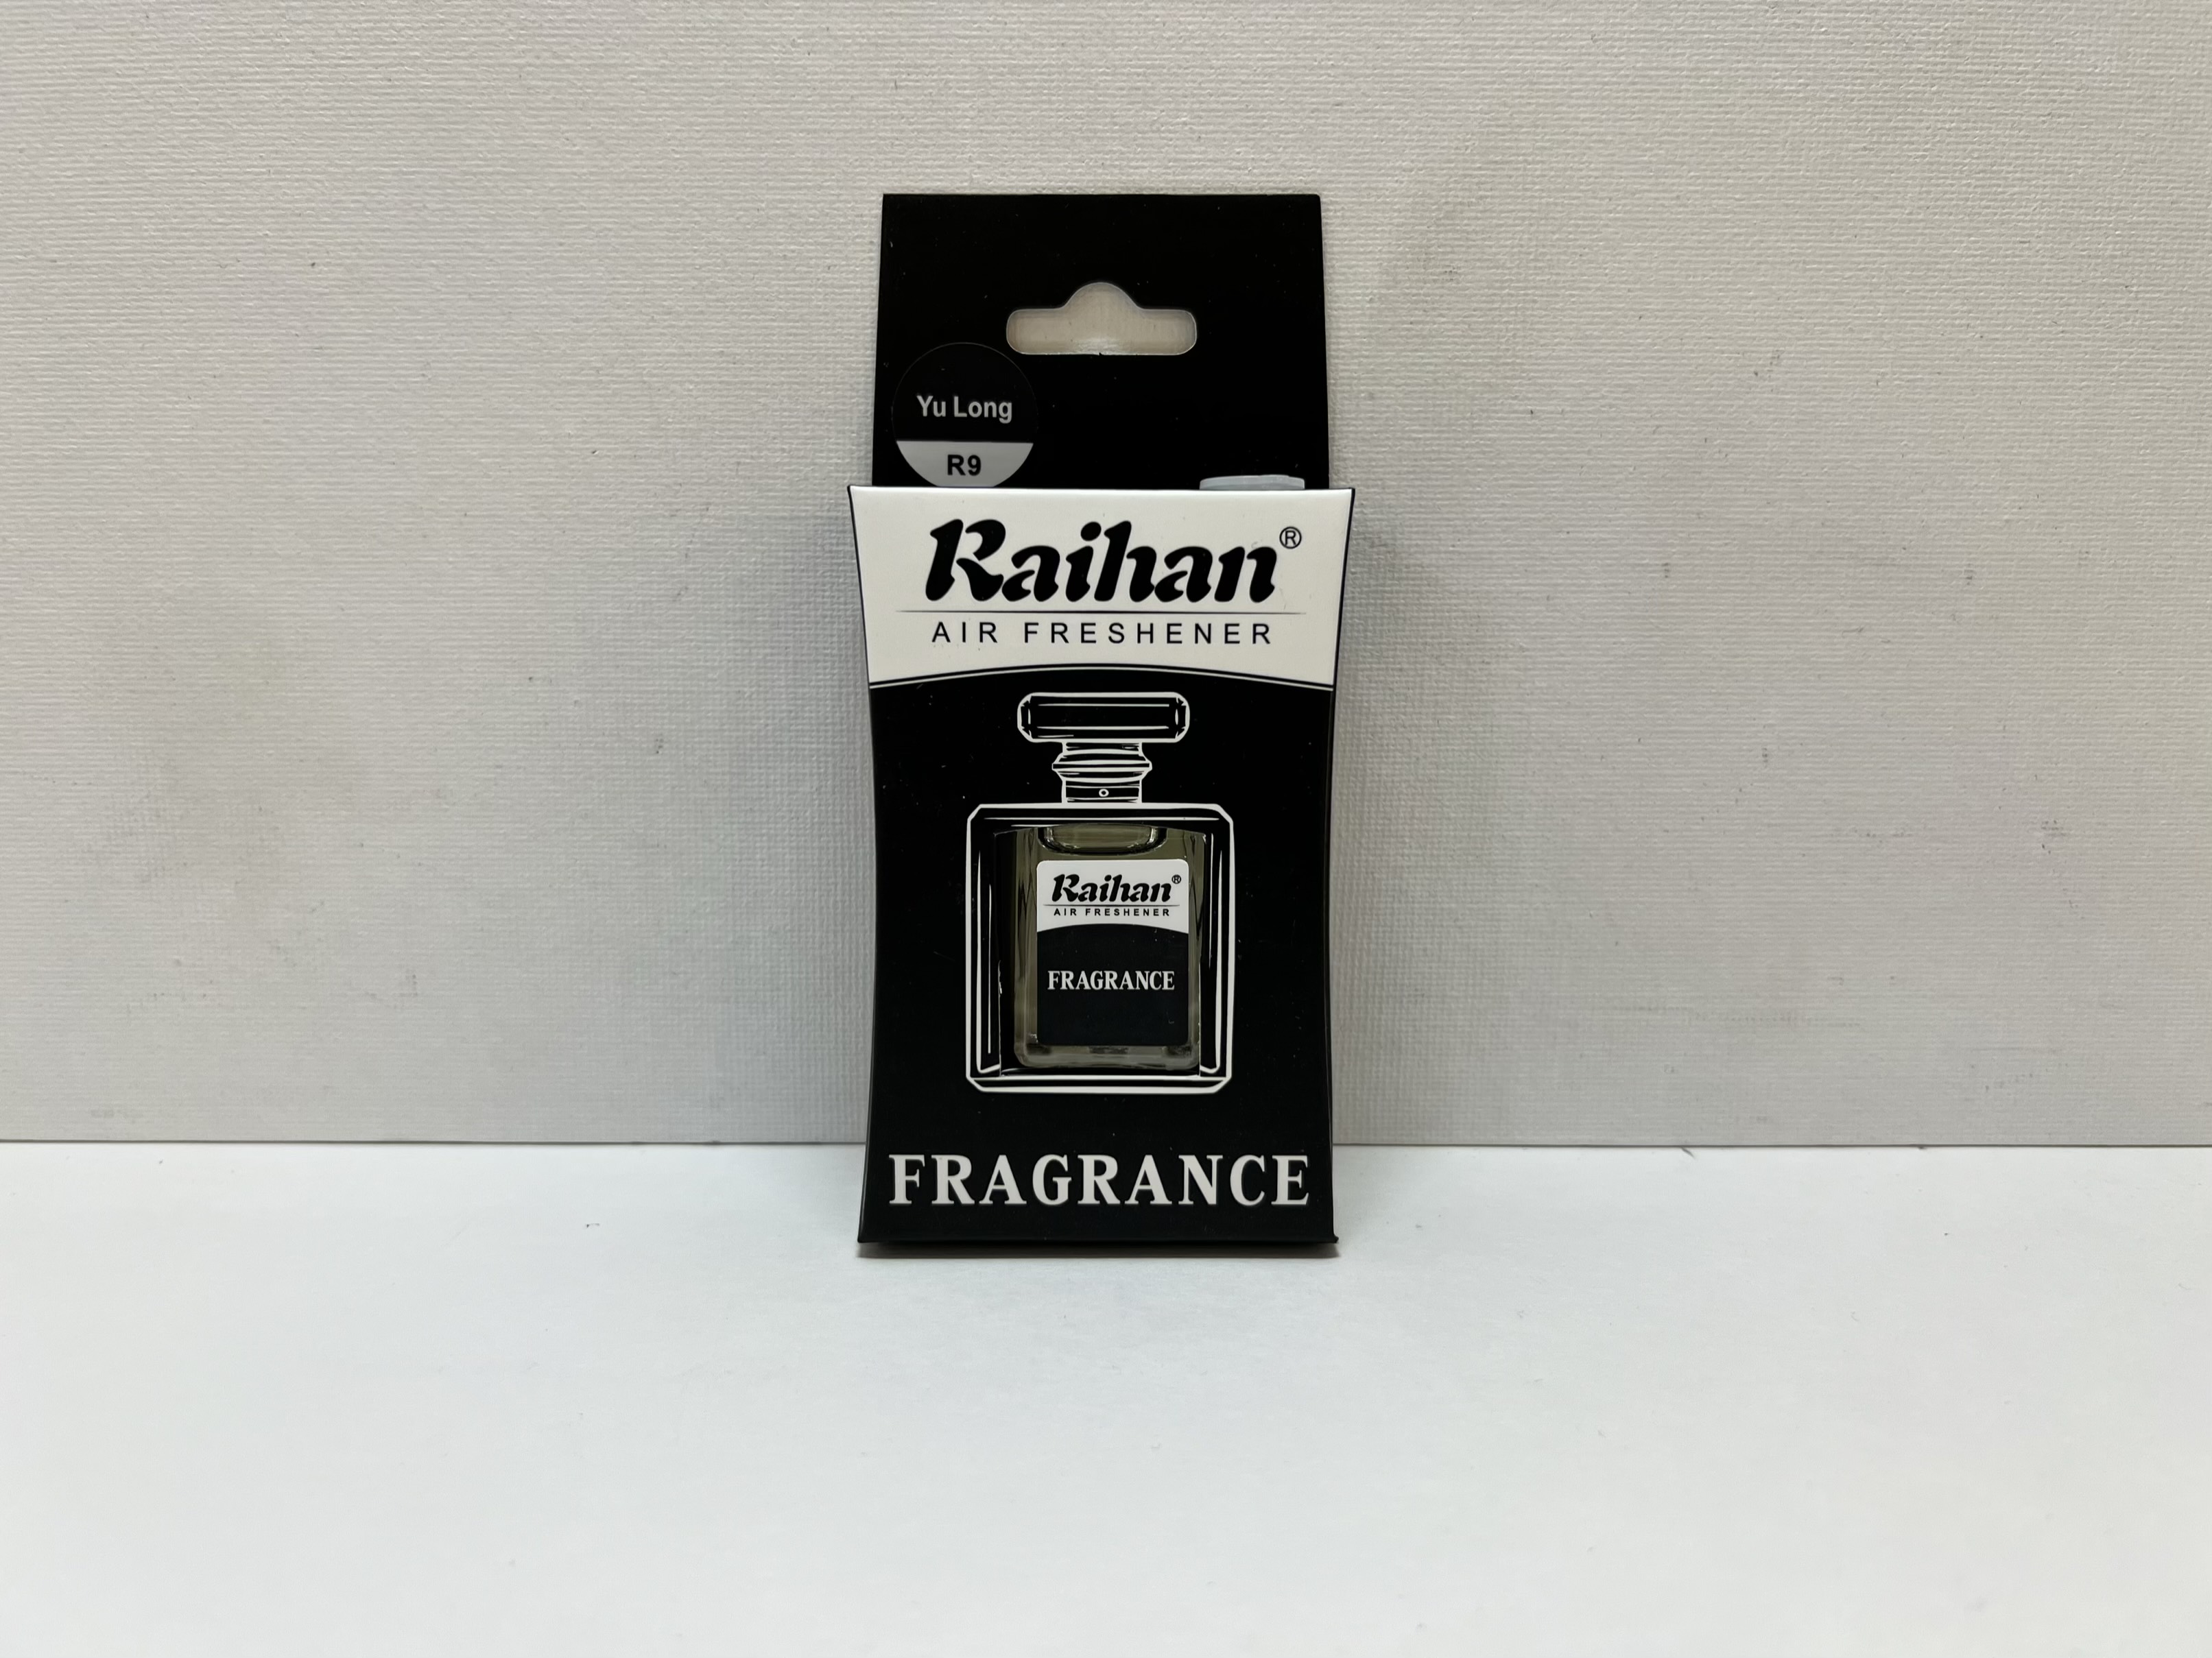 Yu Long
R9
Raihan®
AIR FRESHENER
Raihan®
AIR FRESHENER
FRAGRANCE
FRAGRANCE